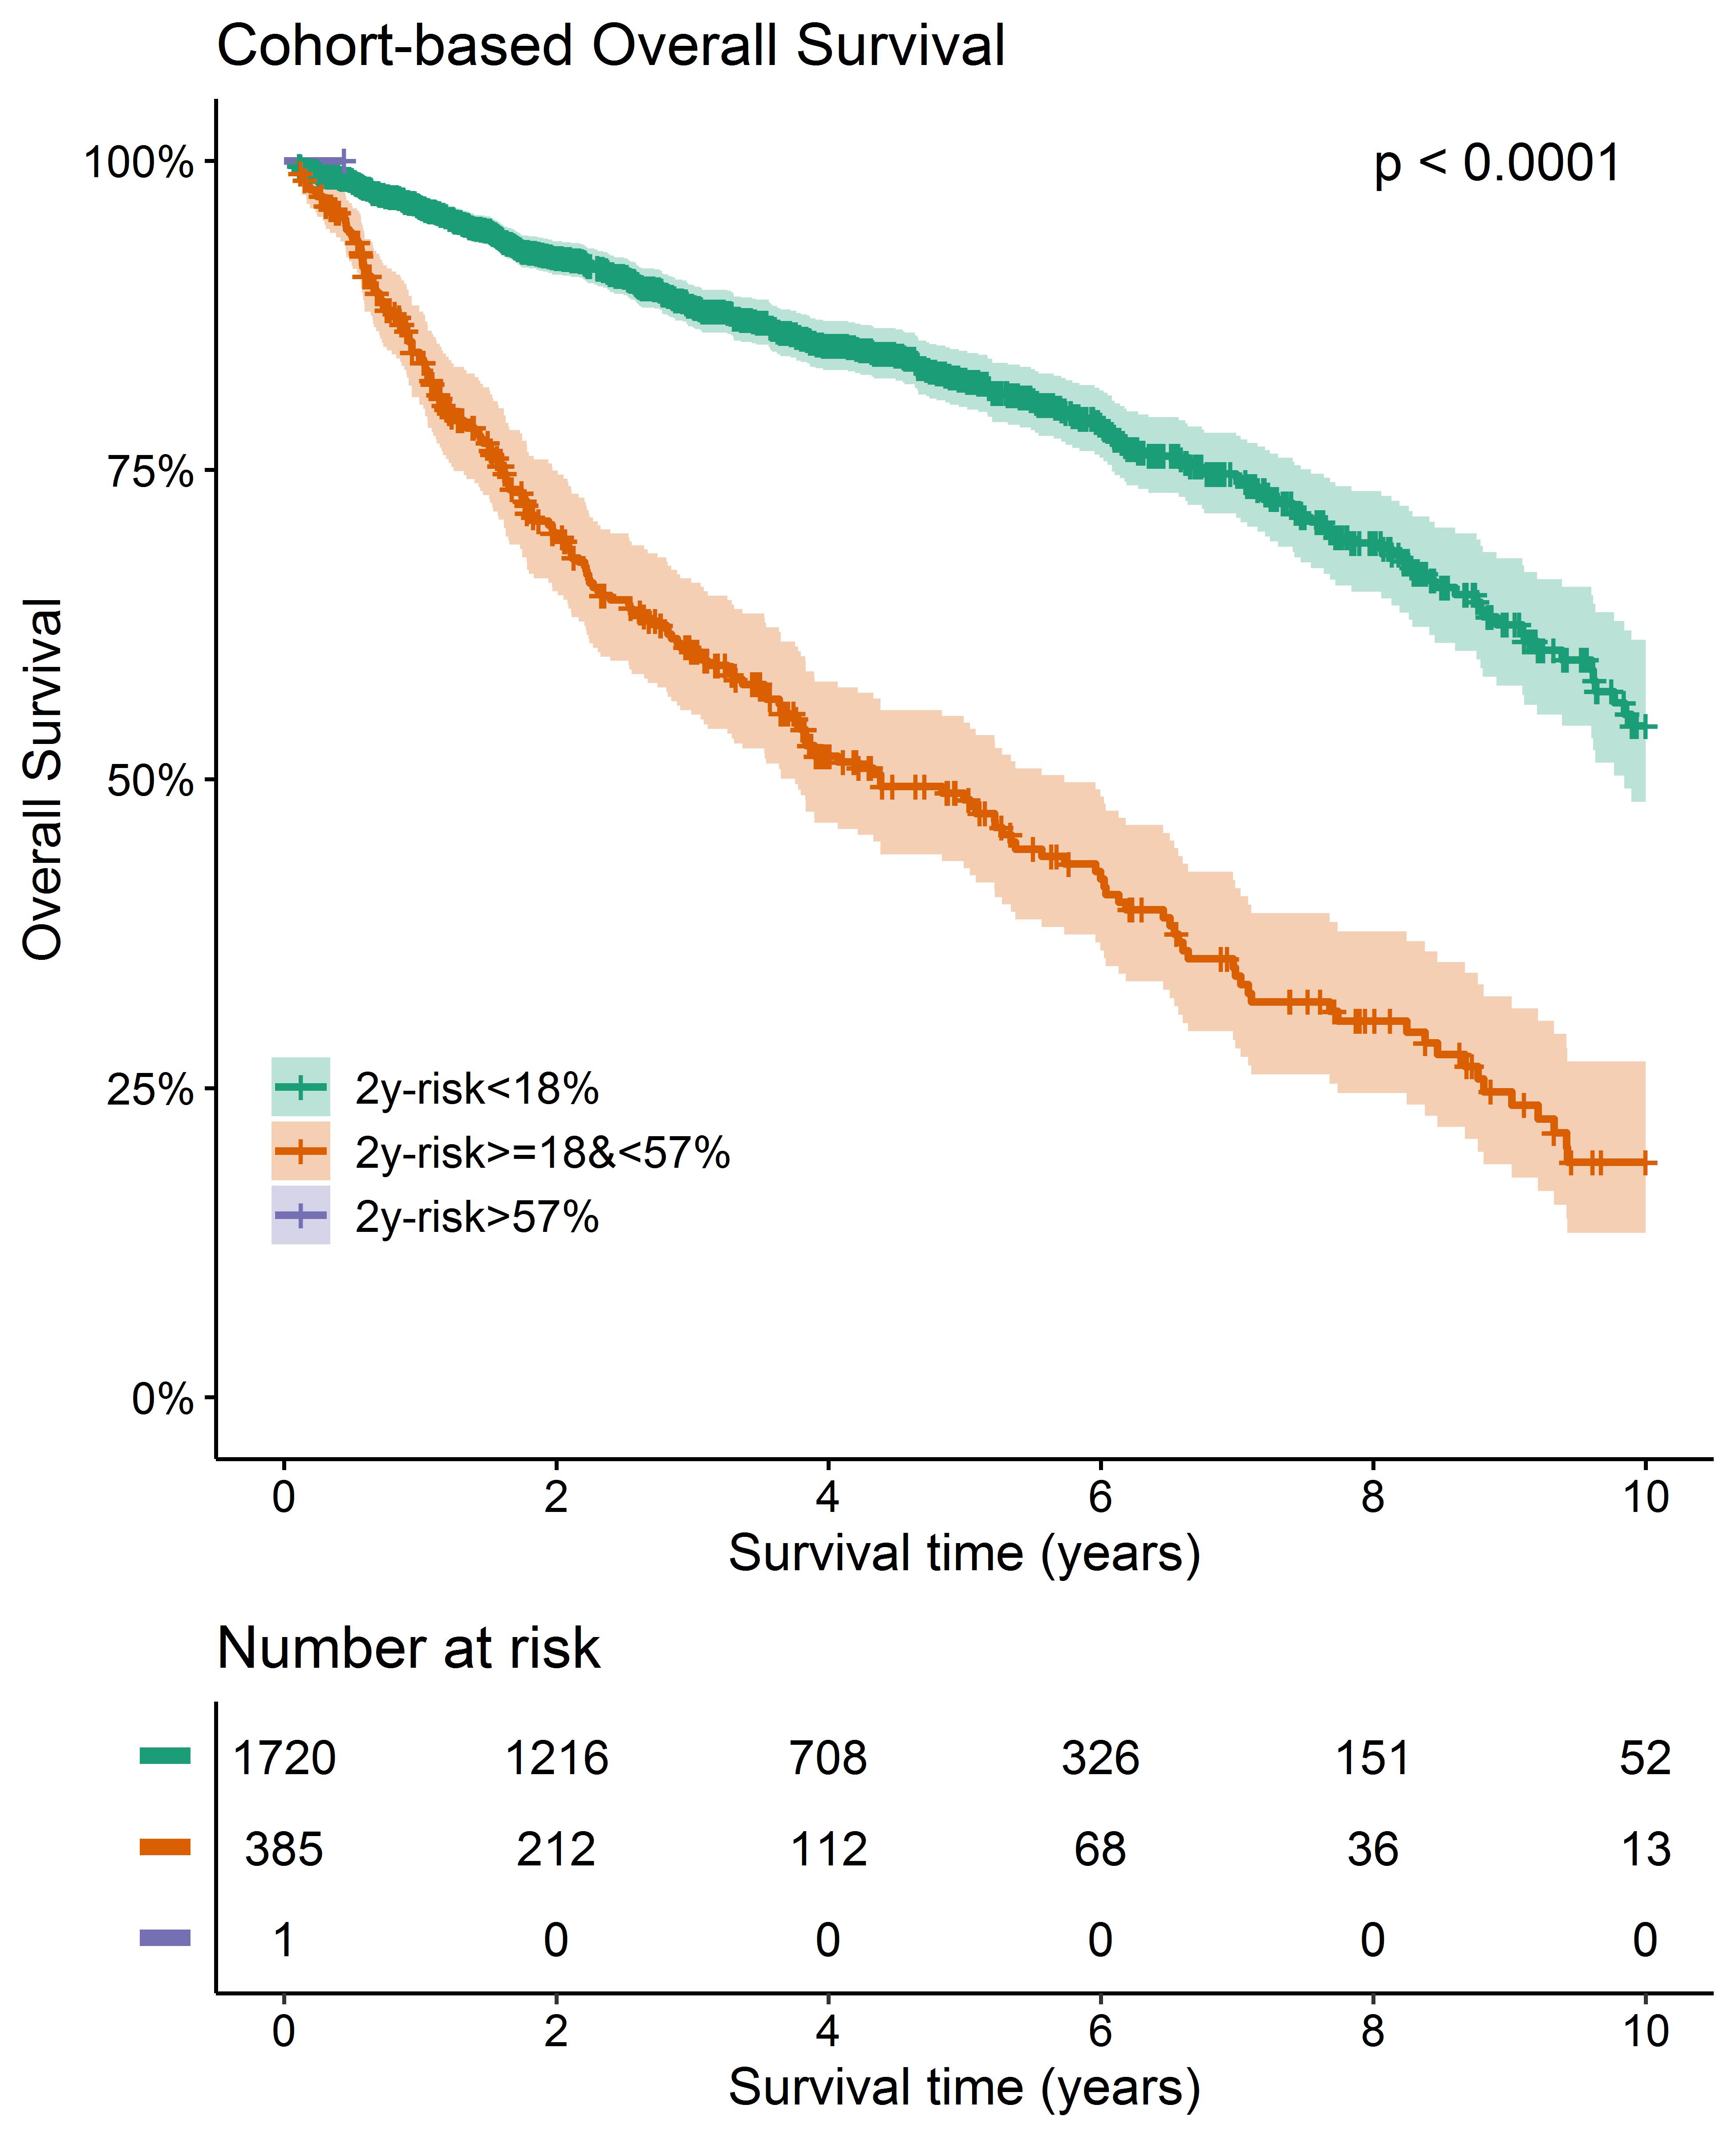 Cohort-based Overall Survival
100%
p < 0.0001
75%
50%
25%
0%
Overall Survival
2y-risk<18%
2y-risk>=18&<57%
2y-risk>57%
0 2 4 6 8 10
Survival time (years)
Number at risk
1720 1216 708 326 151 52
385 212 112 68 36 13
1 0 0 0 0 0
0 2 4 6 8 10
Survival time (years)